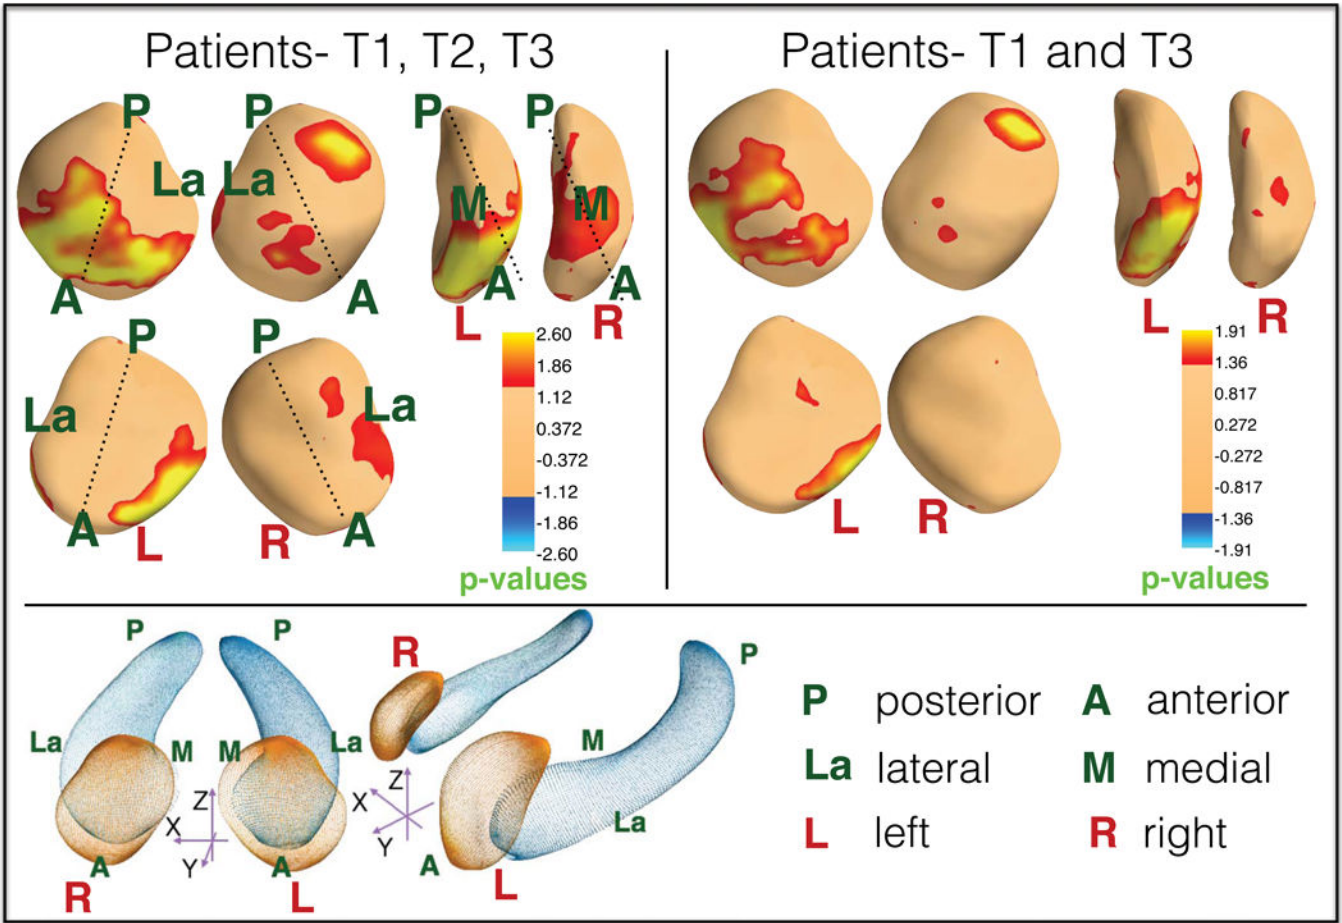 Patients- T1, T2, T3
Patients- T1 and T3
P P P P
La La M M
A A A A
L R
L R
P P
La La
A A
L R
L R
2.60
1.86
1.12
0.372
-0.372
-1.12
-1.86
-2.60
p-values
1.91
1.36
0.817
0.272
-0.272
-0.817
-1.36
-1.91
p-values
P P R P
La M M La M
Z X Y
Z X Y
La
A A A
R L L
P posterior A anterior
La lateral M medial
L left R right